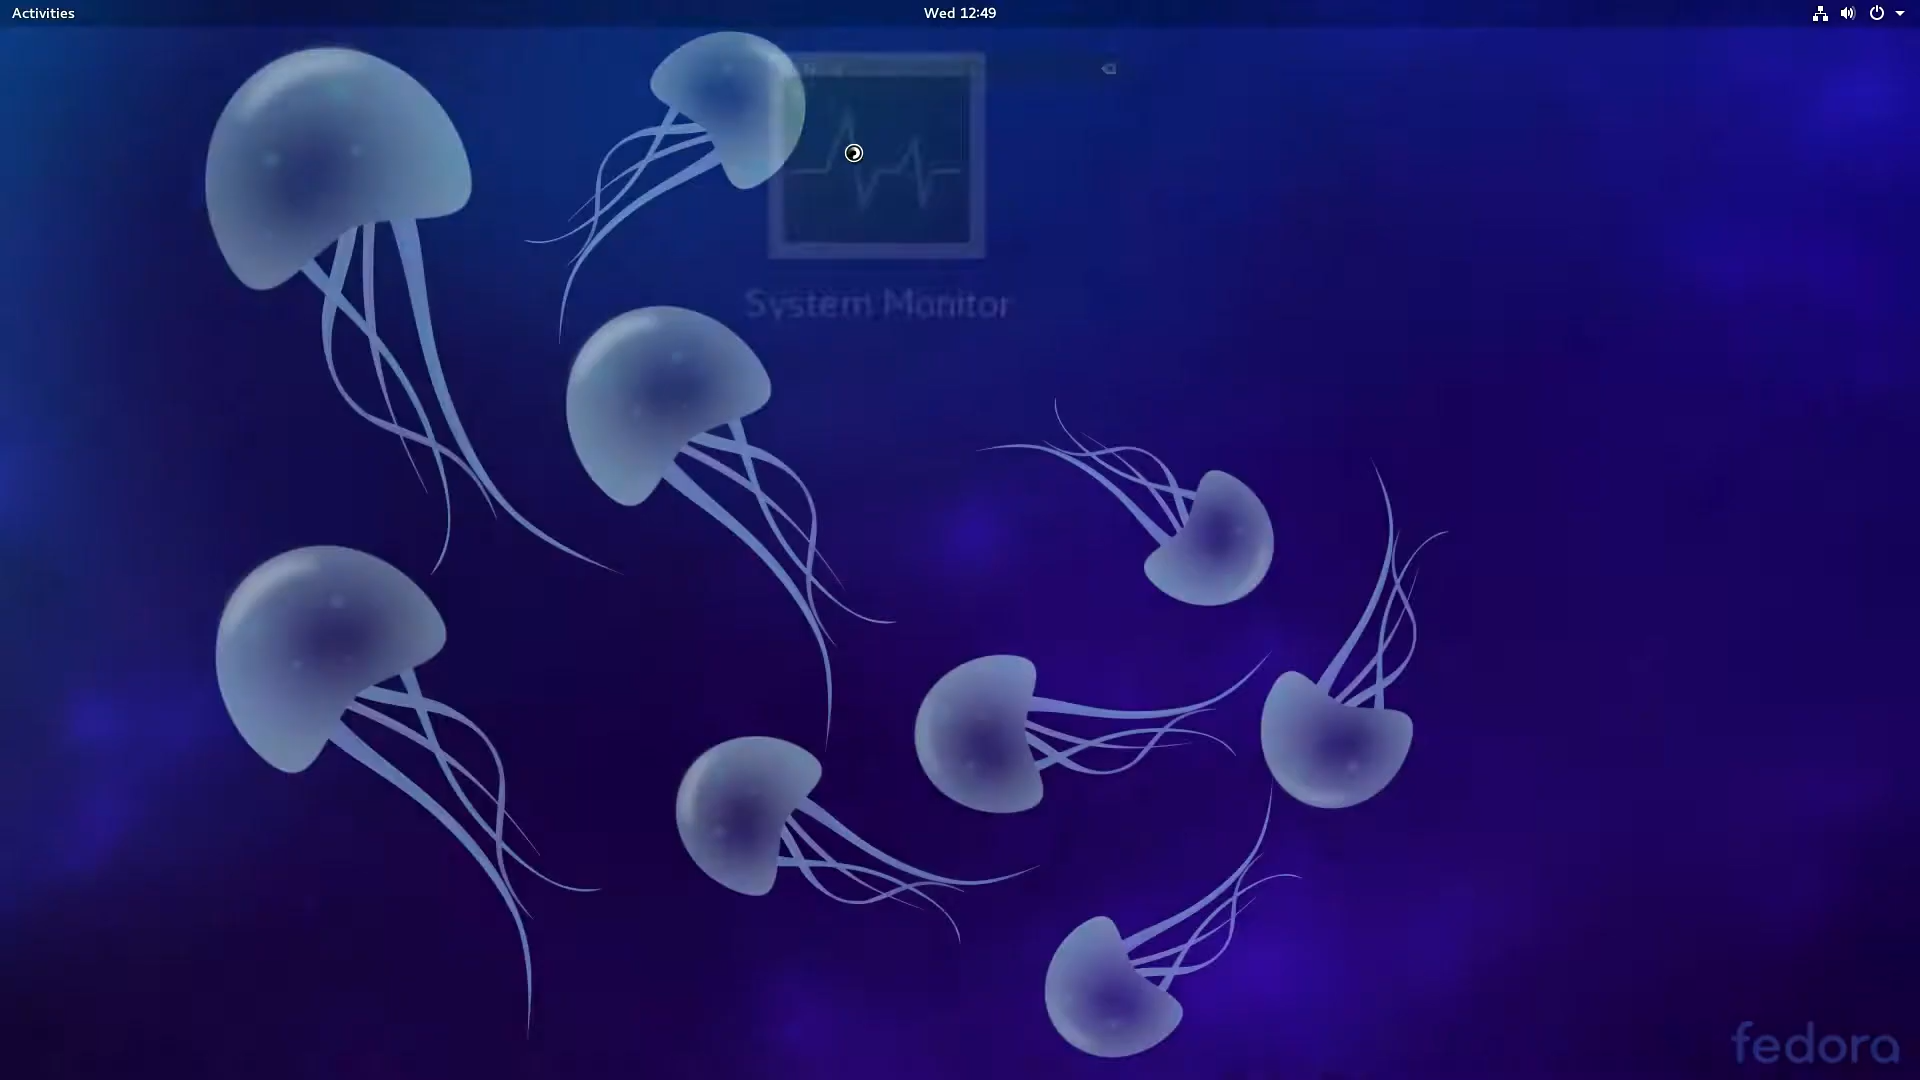 Activities
Wed 12:49
System Monitor
fedora